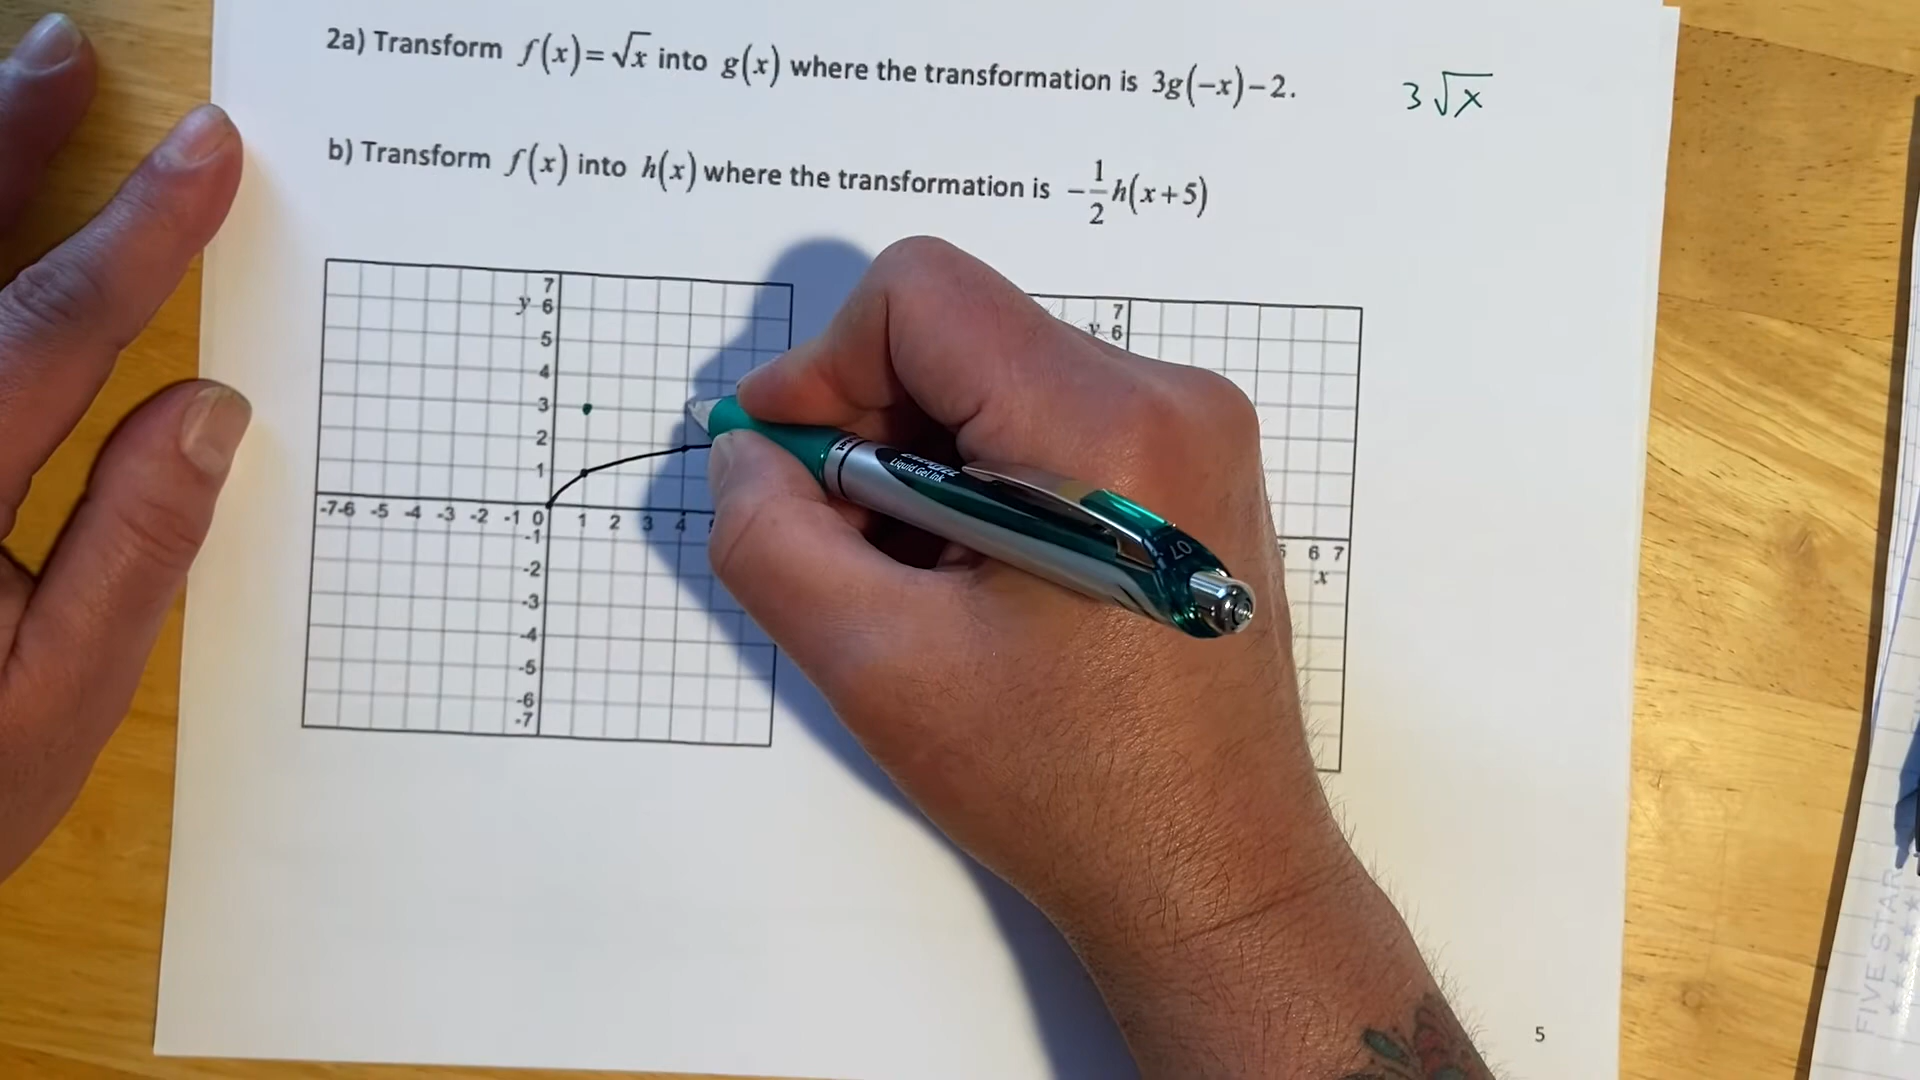 2a) Transform f(x)=√x into g(x) where the transformation is 3g(−x)−2.
3√x
b) Transform f(x) into h(x) where the transformation is −1/2 h(x+5)
7
y 6
5
4
3
2
1
-7-6 -5 -4 -3 -2 -1 0 1 2 3 4
-1
-2
-3
-4
-5
-6
-7
7
y 6
6 7
x
Liquid Gel Ink
07
FIVE STAR
5